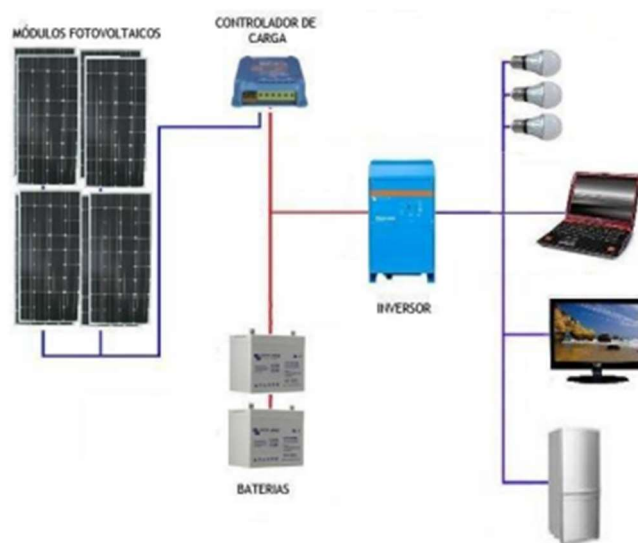 MÓDULOS FOTOVOLTAICOS
CONTROLADOR DE
CARGA
INVERSOR
BATERIAS